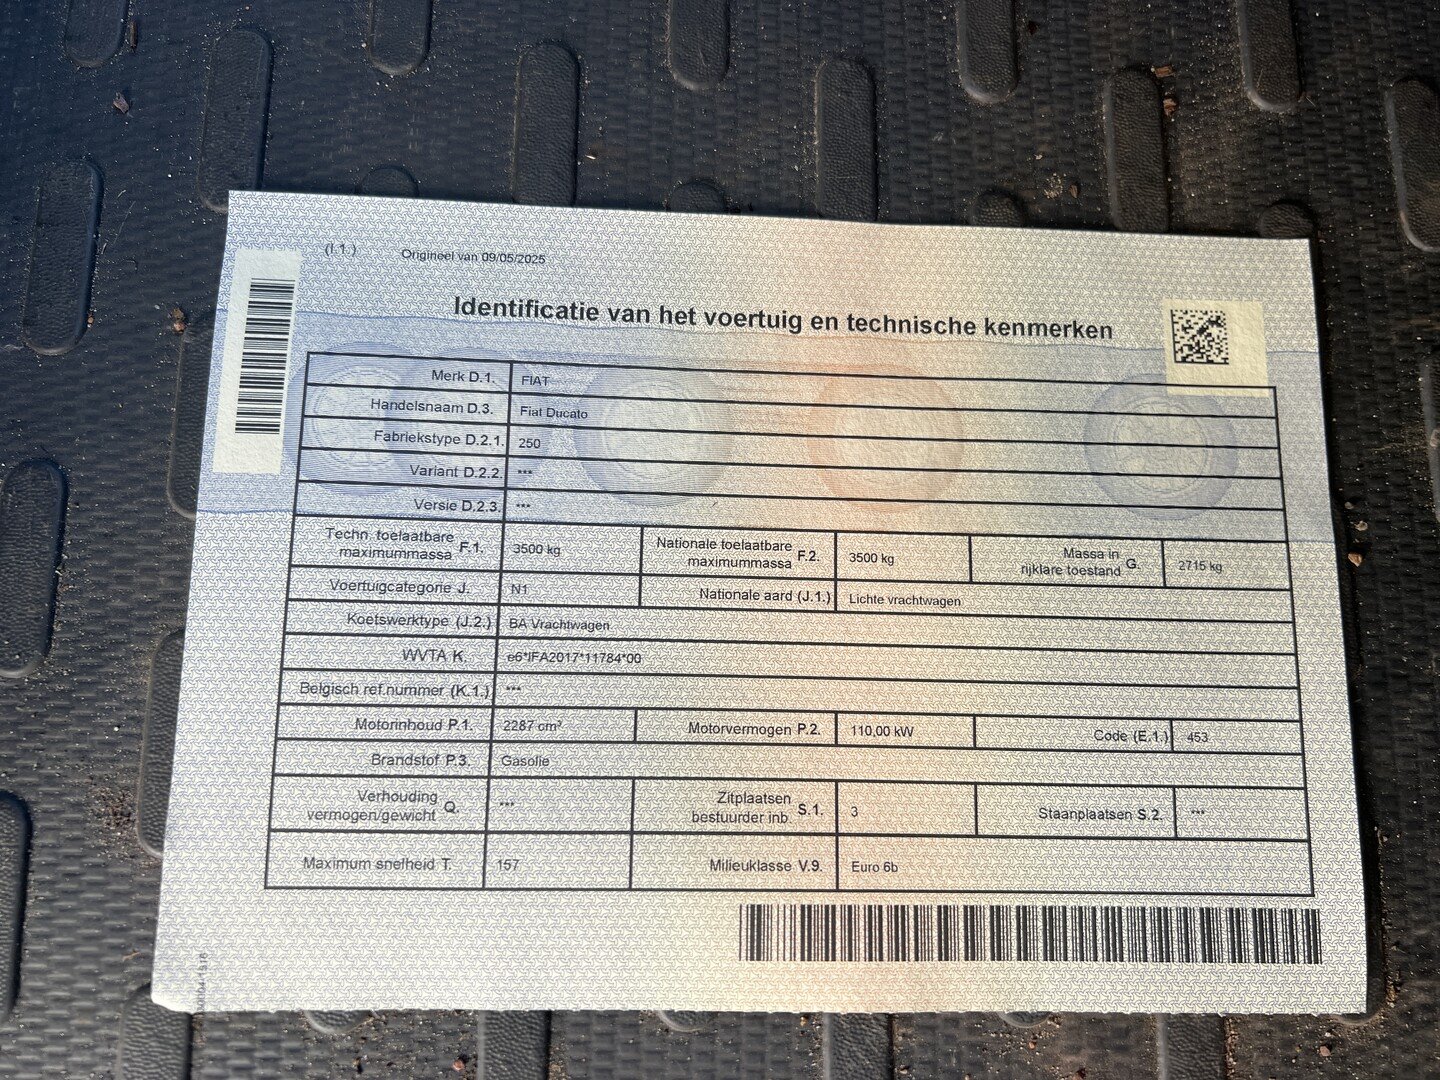 (I.1.) Origineel van 09/05/2025
Identificatie van het voertuig en technische kenmerken
Merk D.1. FIAT
Handelsnaam D.3. Fiat Ducato
Fabriekstype D.2.1. 250
Variant D.2.2. ***
Versie D.2.3. ***
Techn. toelaatbare maximummassa F.1. 3500 kg Nationale toelaatbare maximummassa F.2. 3500 kg Massa in rijklare toestand G. 2715 kg
Voertuigcategorie J. N1 Nationale aard (J.1.) Lichte vrachtwagen
Koetswerktype (J.2.) BA Vrachtwagen
WVTA K. e6*IFA2017*11784*00
Belgisch ref.nummer (K.1.) ***
Motorinhoud P.1. 2287 cm³ Motorvermogen P.2. 110,00 kW Code (E.1.) 453
Brandstof P.3. Gasolie
Verhouding vermogen/gewicht Q. *** Zitplaatsen bestuurder inb. S.1. 3 Staanplaatsen S.2. ***
Maximum snelheid T. 157 Milieuklasse V.9. Euro 6b